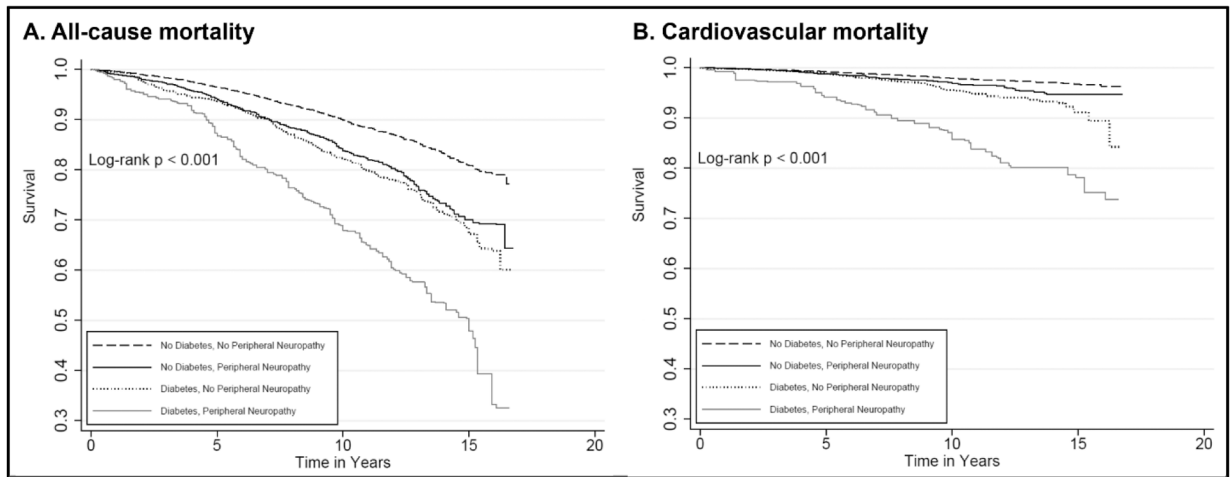 A. All-cause mortality
1.0
0.9
0.8
0.7
0.6
0.5
0.4
0.3
Survival
Log-rank p < 0.001
No Diabetes, No Peripheral Neuropathy
No Diabetes, Peripheral Neuropathy
Diabetes, No Peripheral Neuropathy
Diabetes, Peripheral Neuropathy
0 5 10 15 20
Time in Years
B. Cardiovascular mortality
1.0
0.9
0.8
0.7
0.6
0.5
0.4
0.3
Survival
Log-rank p < 0.001
No Diabetes, No Peripheral Neuropathy
No Diabetes, Peripheral Neuropathy
Diabetes, No Peripheral Neuropathy
Diabetes, Peripheral Neuropathy
0 5 10 15 20
Time in Years